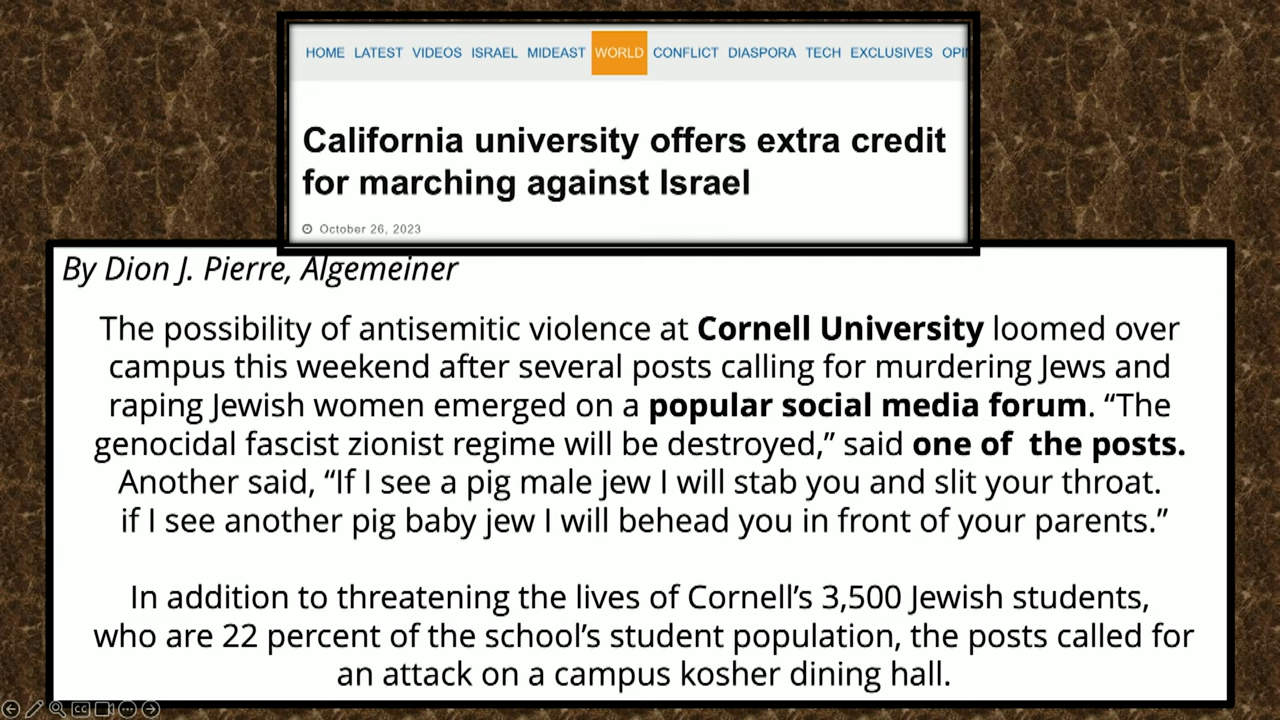 HOME LATEST VIDEOS ISRAEL MIDEAST WORLD CONFLICT DIASPORA TECH EXCLUSIVES
California university offers extra credit
for marching against Israel
October 26, 2023
By Dion J. Pierre, Algemeiner
The possibility of antisemitic violence at Cornell University loomed over
campus this weekend after several posts calling for murdering Jews and
raping Jewish women emerged on a popular social media forum. “The
genocidal fascist zionist regime will be destroyed,” said one of  the posts.
Another said, “If I see a pig male jew I will stab you and slit your throat.
if I see another pig baby jew I will behead you in front of your parents.”
In addition to threatening the lives of Cornell’s 3,500 Jewish students,
who are 22 percent of the school’s student population, the posts called for
an attack on a campus kosher dining hall.
CC